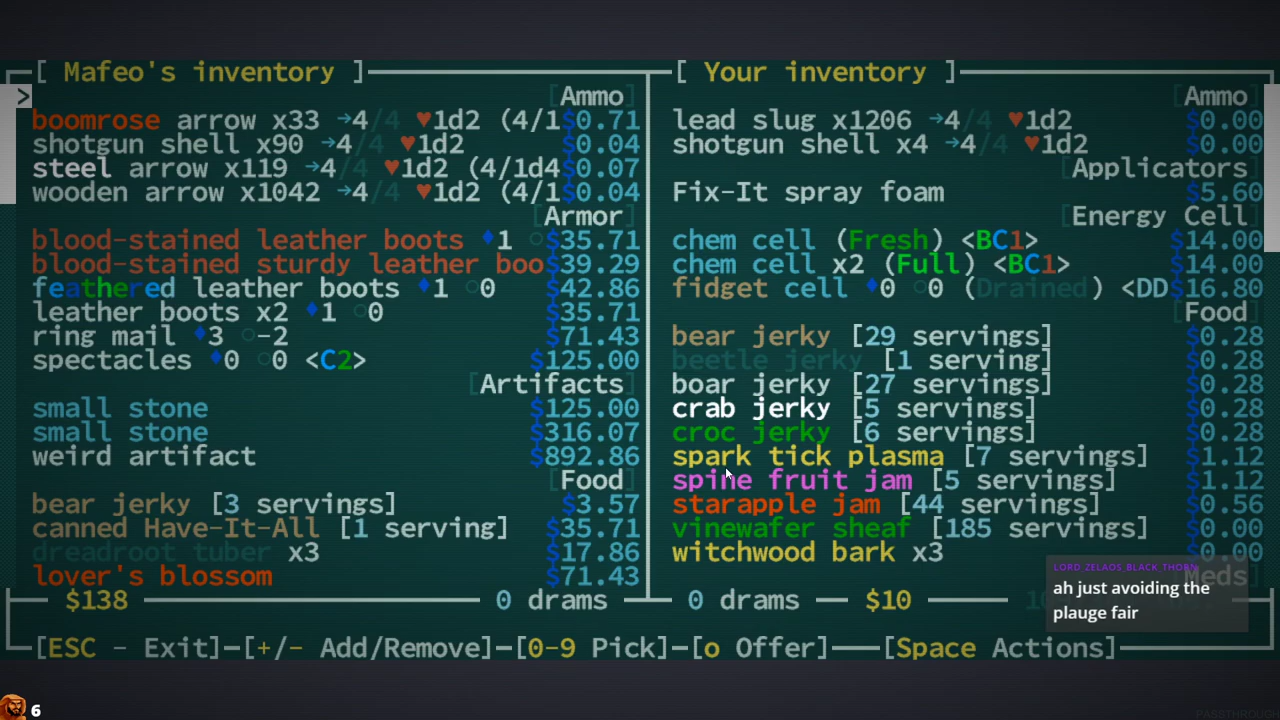 [ Mafeo's inventory ]
>
[Ammo]
boomrose arrow x33 →4/4 ♥1d2 (4/1 $0.71
shotgun shell x90 →4/4 ♥1d2 $0.04
steel arrow x119 →4/4 ♥1d2 (4/1d4 $0.07
wooden arrow x1042 →4/4 ♥1d2 (4/1 $0.04
[Armor]
blood-stained leather boots ♦1 ○ $35.71
blood-stained sturdy leather boo $39.29
feathered leather boots ♦1 ○0 $42.86
leather boots x2 ♦1 ○0 $35.71
ring mail ♦3 ○-2 $71.43
spectacles ♦0 ○0 <C2> $125.00
[Artifacts]
small stone $125.00
small stone $316.07
weird artifact $892.86
[Food]
bear jerky [3 servings] $3.57
canned Have-It-All [1 serving] $35.71
dreadroot tuber x3 $17.86
lover's blossom $71.43
$138 0 drams
[ Your inventory ]
[Ammo]
lead slug x1206 →4/4 ♥1d2 $0.00
shotgun shell x4 →4/4 ♥1d2 $0.00
[Applicators]
Fix-It spray foam $5.60
[Energy Cell]
chem cell (Fresh) <BC1> $14.00
chem cell x2 (Full) <BC1> $14.00
fidget cell ♦0 ○0 (Drained) <DD $16.80
[Food]
bear jerky [29 servings] $0.28
beetle jerky [1 serving] $0.28
boar jerky [27 servings] $0.28
crab jerky [5 servings] $0.28
croc jerky [6 servings] $0.28
spark tick plasma [7 servings] $1.12
spine fruit jam [5 servings] $1.12
starapple jam [44 servings] $0.56
vinewafer sheaf [185 servings] $0.00
witchwood bark x3 $0.00
[Meds]
0 drams $10
LORD ZELAOS BLACK THORN
ah just avoiding the
plauge fair
[ESC - Exit] [+/- Add/Remove] [0-9 Pick] [o Offer] [Space Actions]
6